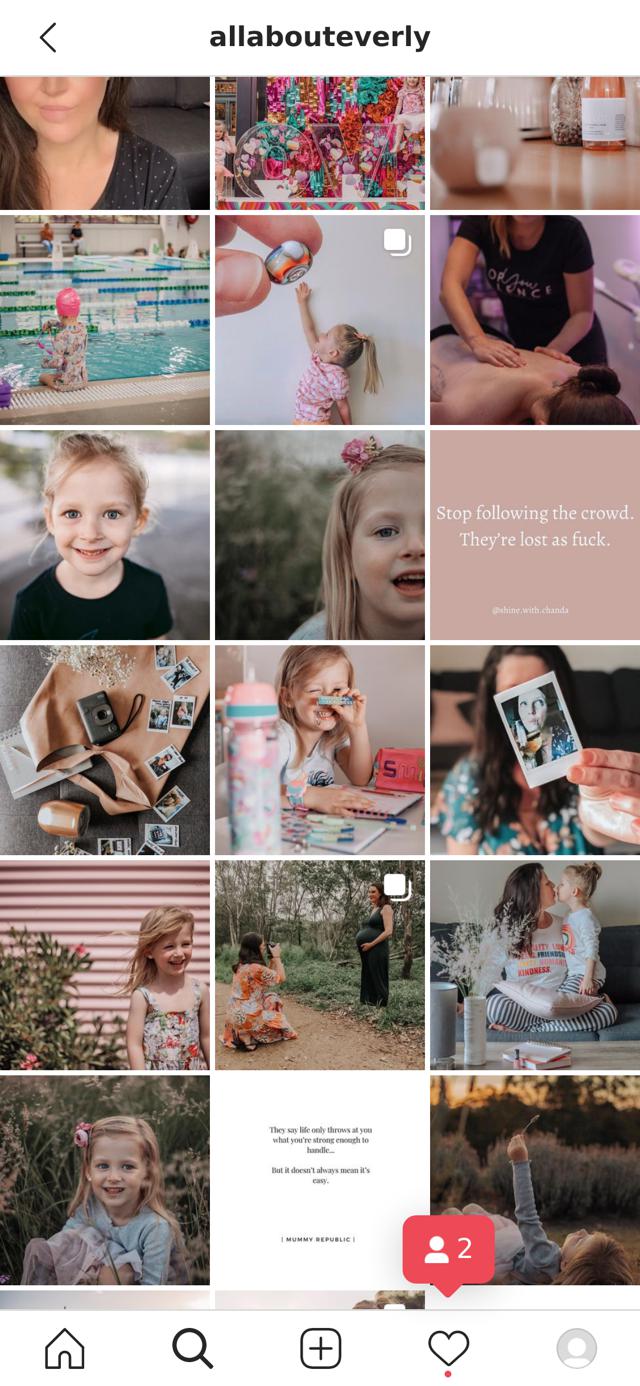 allabouteverly
Stop following the crowd.
They're lost as fuck.
@shine.with.chanda
They say life only throws at you
what you're strong enough to
handle...
But it doesn't always mean it's
easy.
| MUMMY REPUBLIC |
KINDNESS.
2